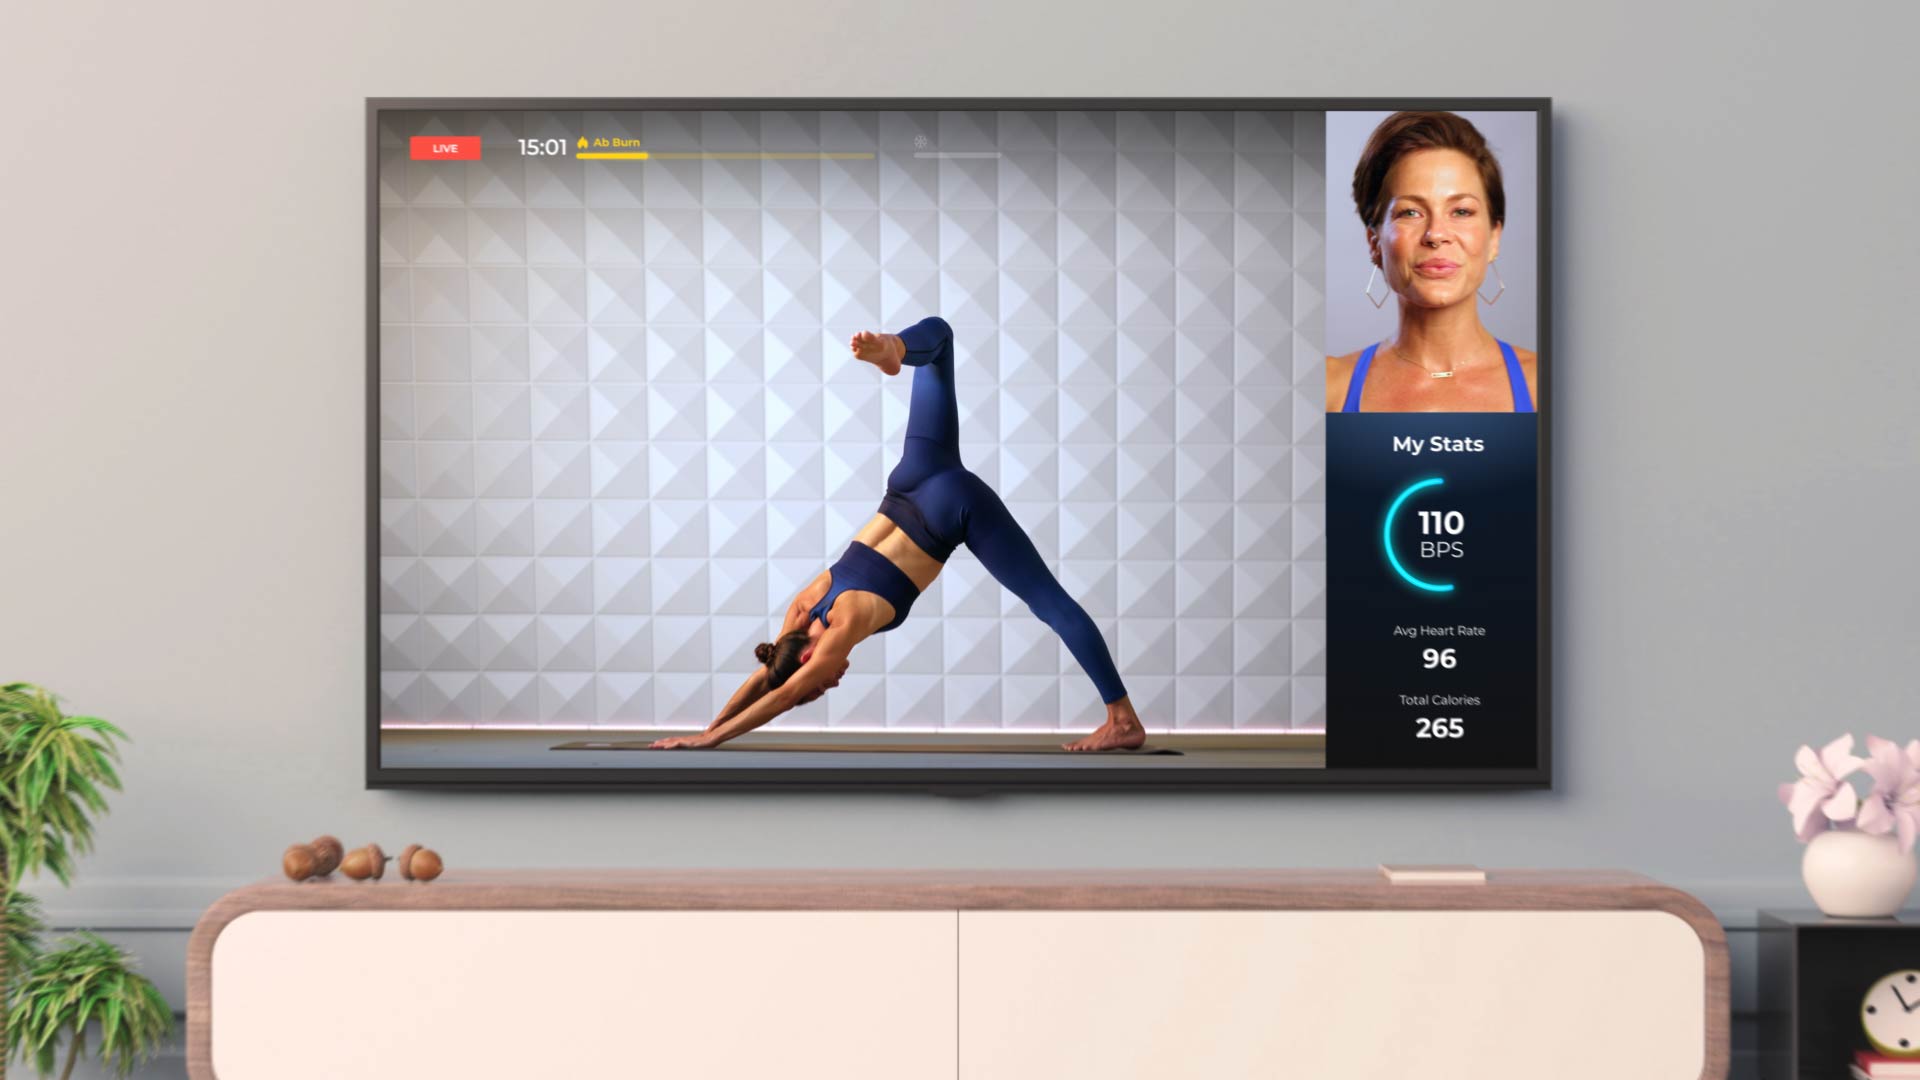 LIVE
15:01
Ab Burn
My Stats
110
BPS
Avg Heart Rate
96
Total Calories
265